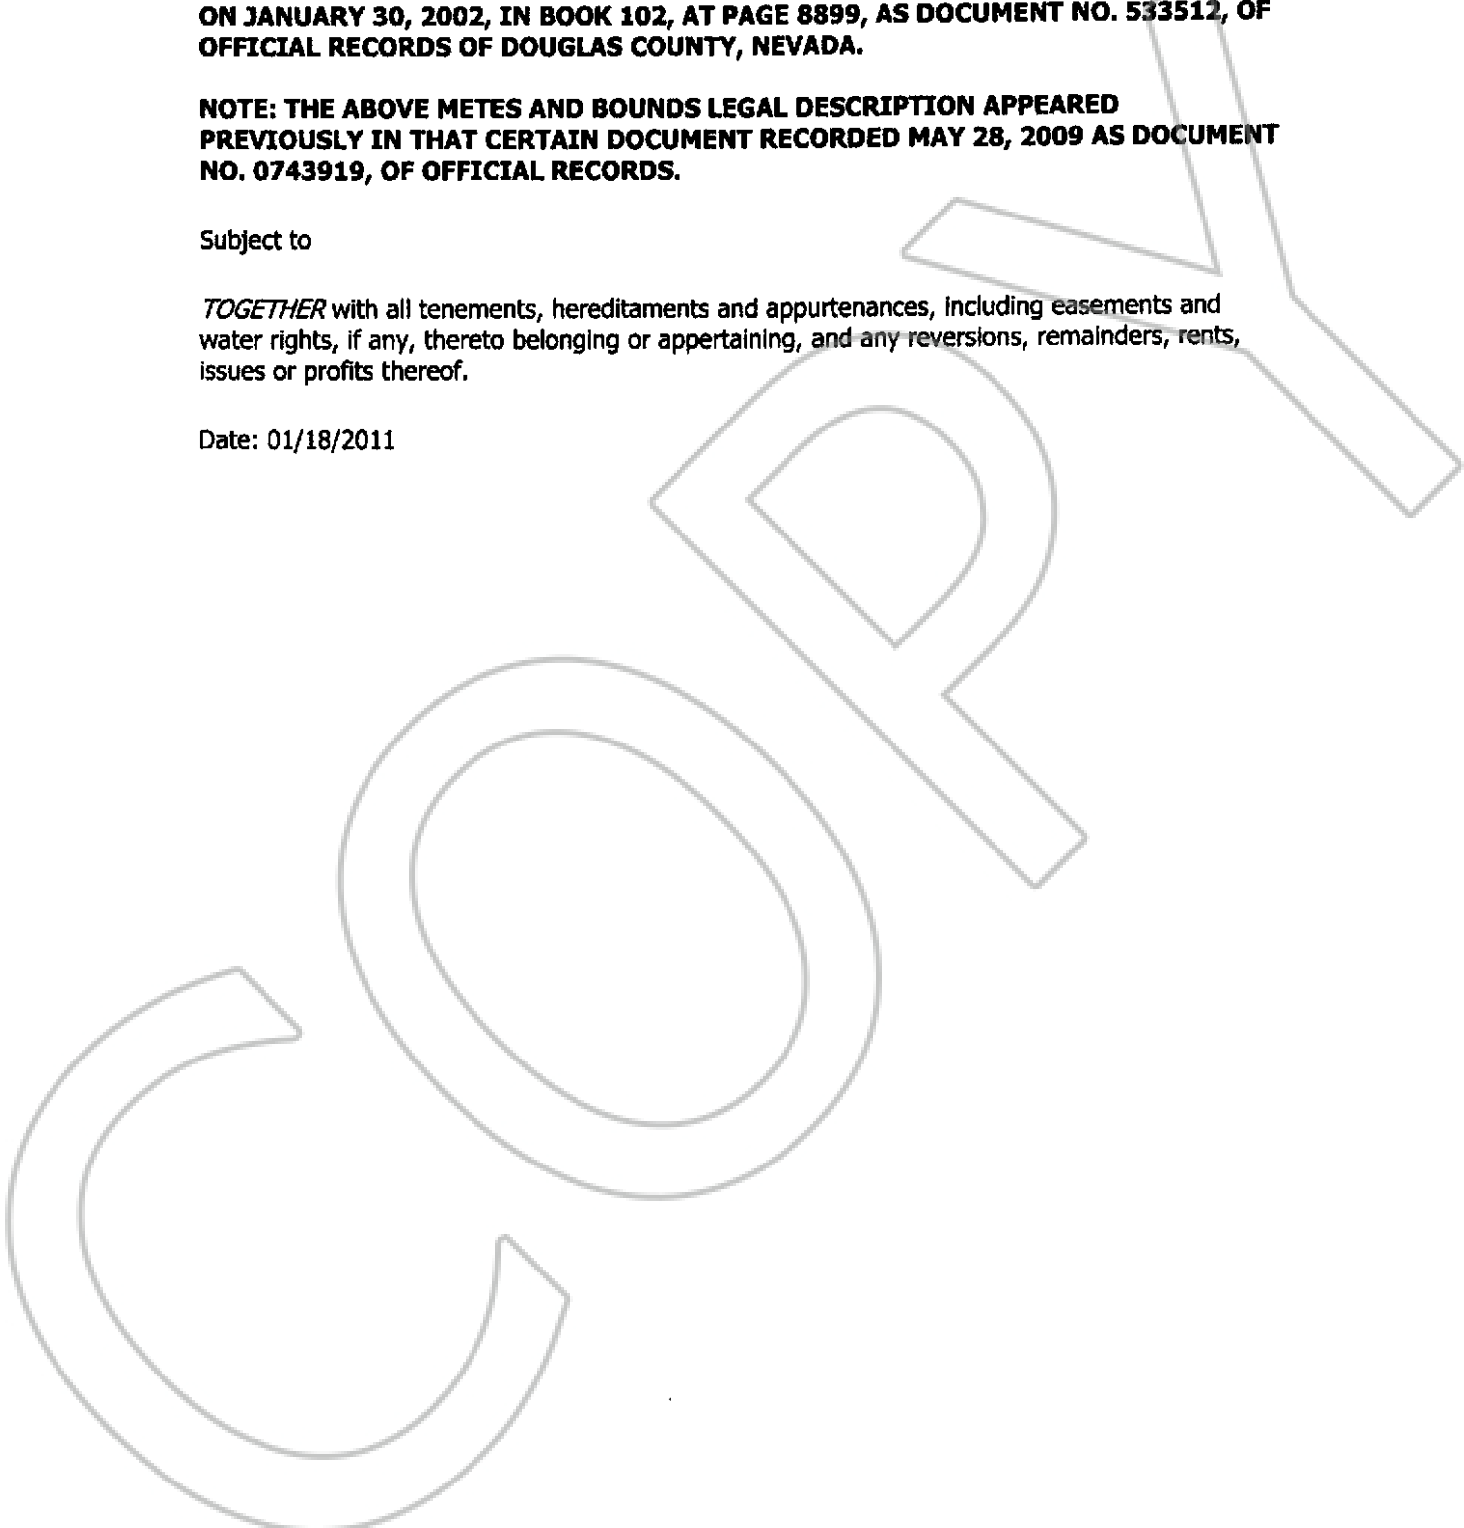 ON JANUARY 30, 2002, IN BOOK 102, AT PAGE 8899, AS DOCUMENT NO. 533512, OF
OFFICIAL RECORDS OF DOUGLAS COUNTY, NEVADA.
NOTE: THE ABOVE METES AND BOUNDS LEGAL DESCRIPTION APPEARED
PREVIOUSLY IN THAT CERTAIN DOCUMENT RECORDED MAY 28, 2009 AS DOCUMENT
NO. 0743919, OF OFFICIAL RECORDS.
Subject to
TOGETHER with all tenements, hereditaments and appurtenances, including easements and
water rights, if any, thereto belonging or appertaining, and any reversions, remainders, rents,
issues or profits thereof.
Date: 01/18/2011
COPY